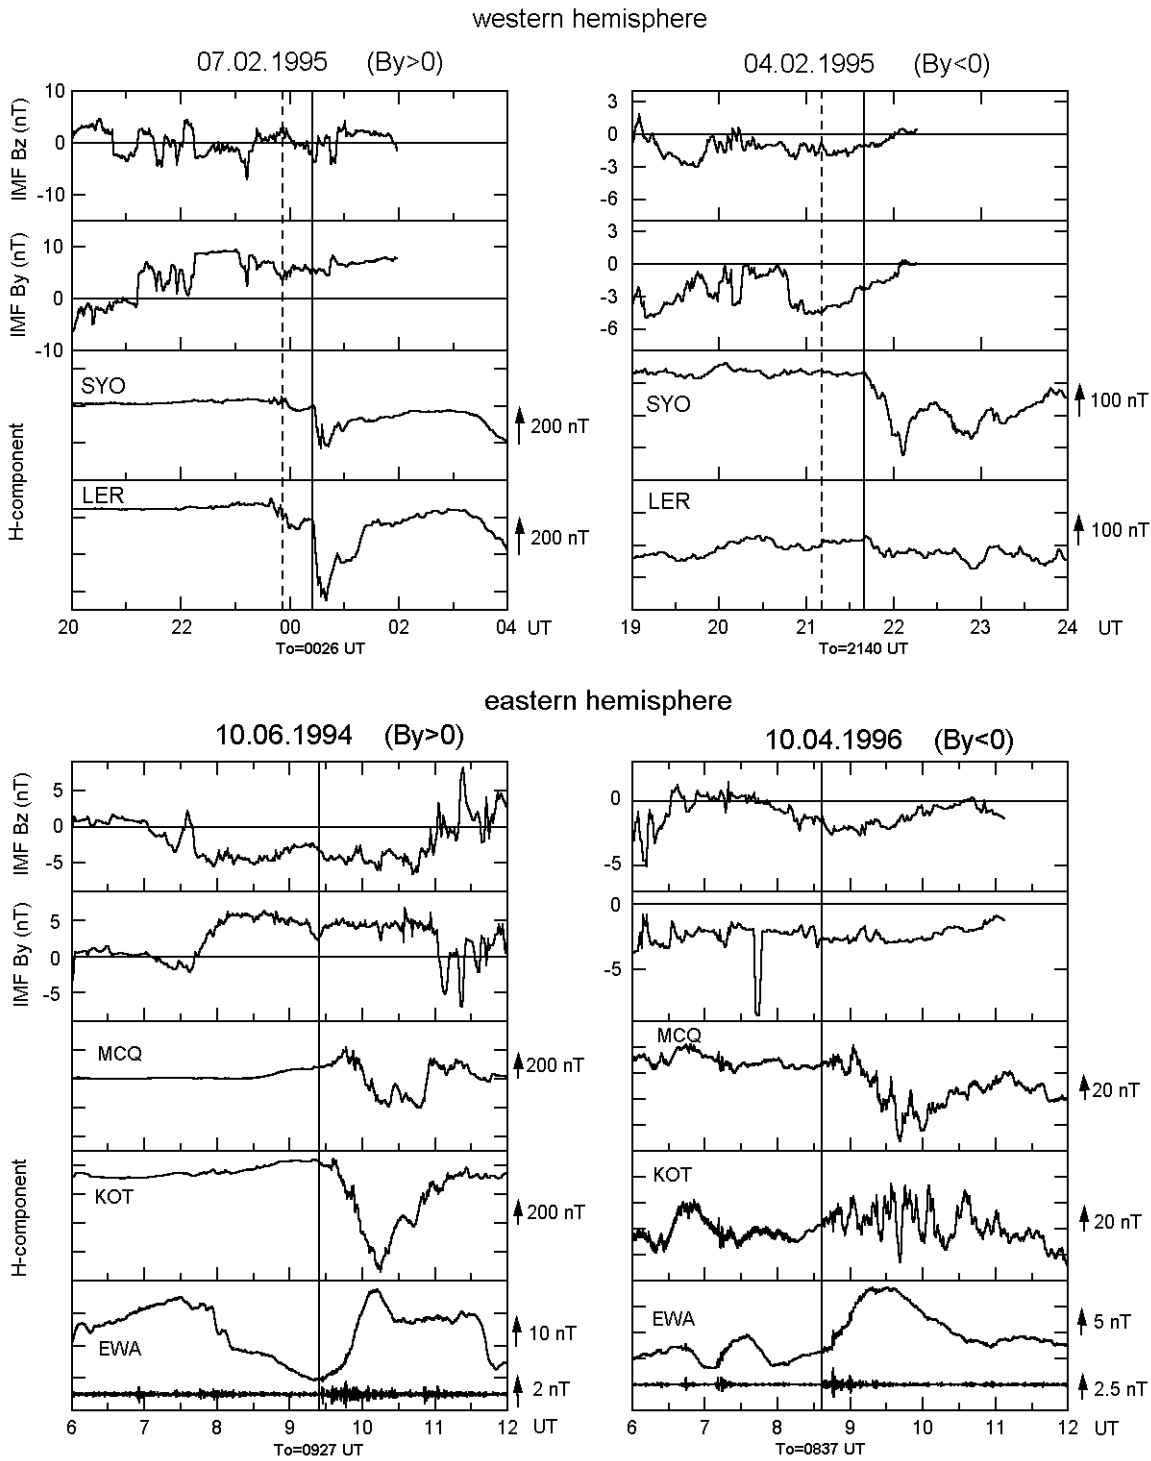 western hemisphere
07.02.1995 (By>0)
04.02.1995 (By<0)
IMF Bz (nT)
10
0
-10
3
0
-3
-6
IMF By (nT)
10
0
-10
3
0
-3
-6
H-component
SYO
200 nT
SYO
100 nT
LER
200 nT
LER
100 nT
20 22 00 02 04 UT
To=0026 UT
19 20 21 22 23 24 UT
To=2140 UT
eastern hemisphere
10.06.1994 (By>0)
10.04.1996 (By<0)
IMF Bz (nT)
5
0
-5
0
-5
IMF By (nT)
5
0
-5
0
-5
H-component
MCQ
200 nT
MCQ
20 nT
KOT
200 nT
KOT
20 nT
EWA
10 nT
2 nT
EWA
5 nT
2.5 nT
6 7 8 9 10 11 12 UT
To=0927 UT
6 7 8 9 10 11 12 UT
To=0837 UT